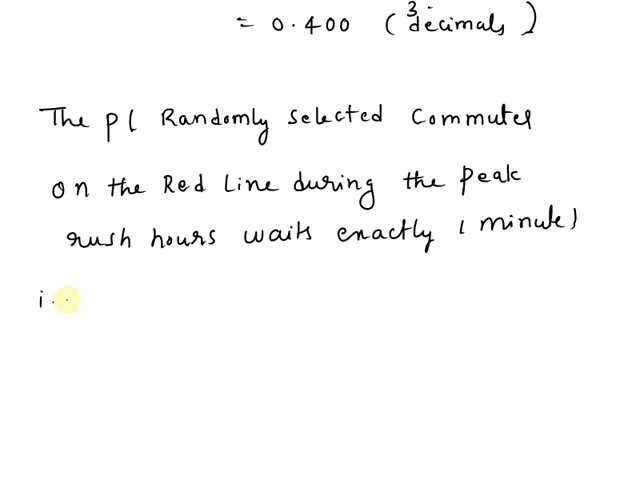 = 0.400 (3 decimals)
The P( Randomly selected Commuter
on the Red Line during the peak
rush hours waits exactly 1 minute)
i.